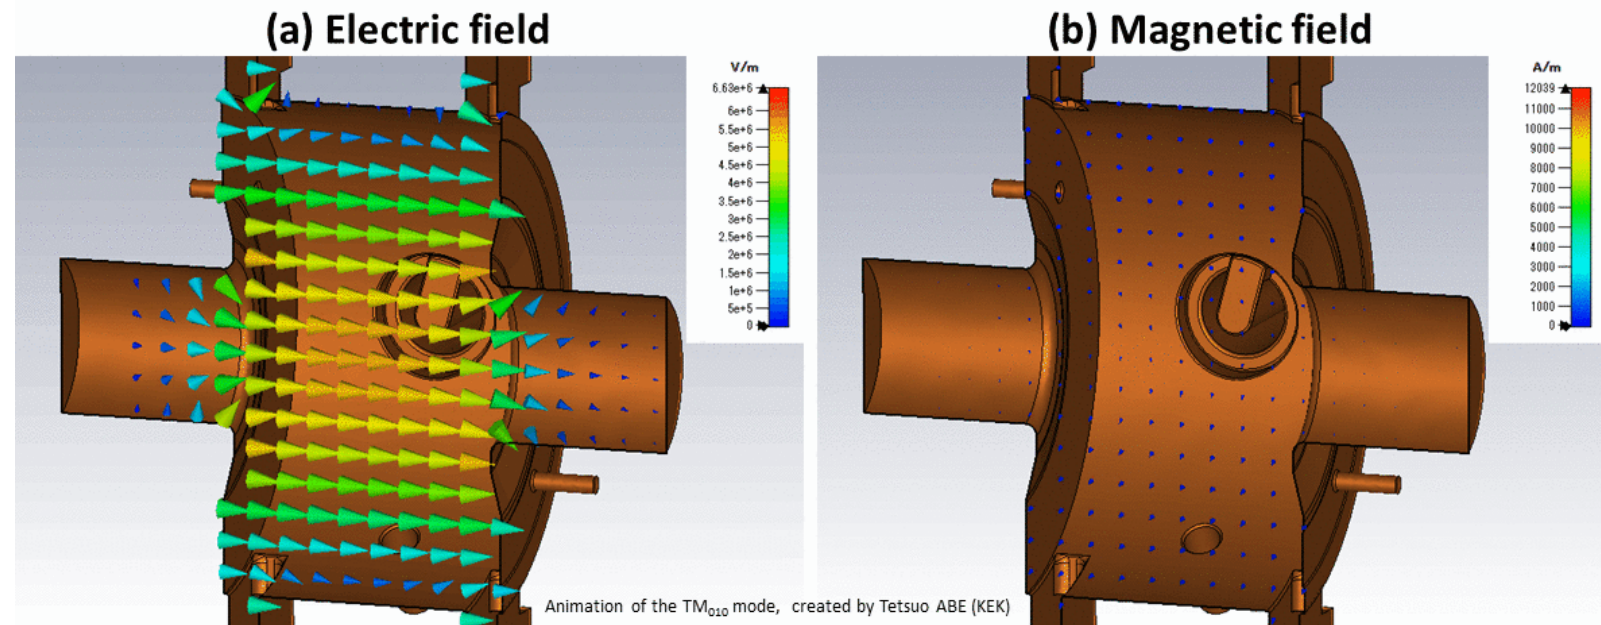 (a) Electric field
(b) Magnetic field
V/m
6.63e+6
6e+6
5.5e+6
5e+6
4.5e+6
4e+6
3.5e+6
3e+6
2.5e+6
2e+6
1.5e+6
1e+6
5e+5
0
A/m
12039
11000
10000
9000
8000
7000
6000
5000
4000
3000
2000
1000
0
Animation of the TM010 mode, created by Tetsuo ABE (KEK)